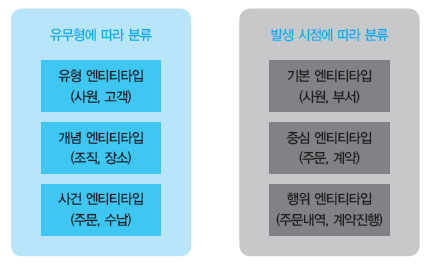 유무형에 따라 분류
유형 엔티티타입
(사원, 고객)
개념 엔티티타입
(조직, 장소)
사건 엔티티타입
(주문, 수납)
발생 시점에 따라 분류
기본 엔티티타입
(사원, 부서)
중심 엔티티타입
(주문, 계약)
행위 엔티티타입
(주문내역, 계약진행)